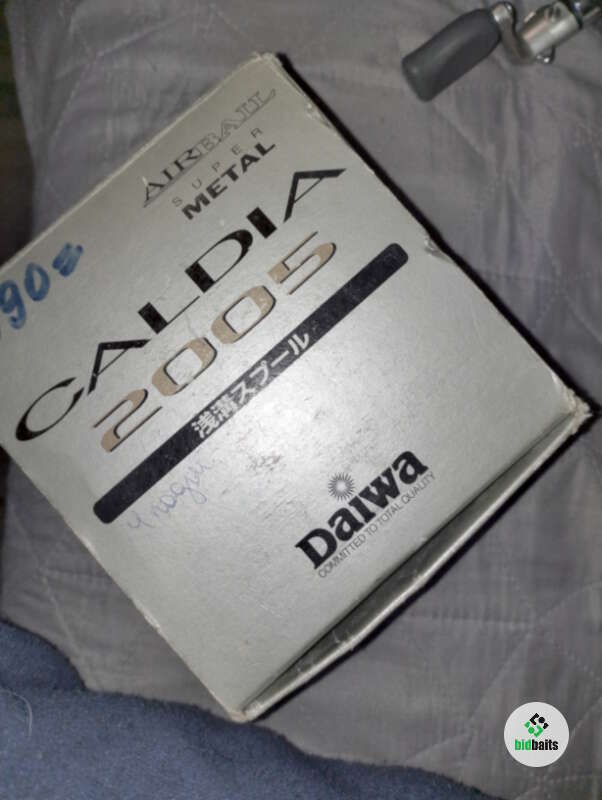 AIRBAIL
SUPER
METAL
CALDIA
2005
浅溝スプール
Daiwa
COMMITTED TO TOTAL QUALITY
bidbaits